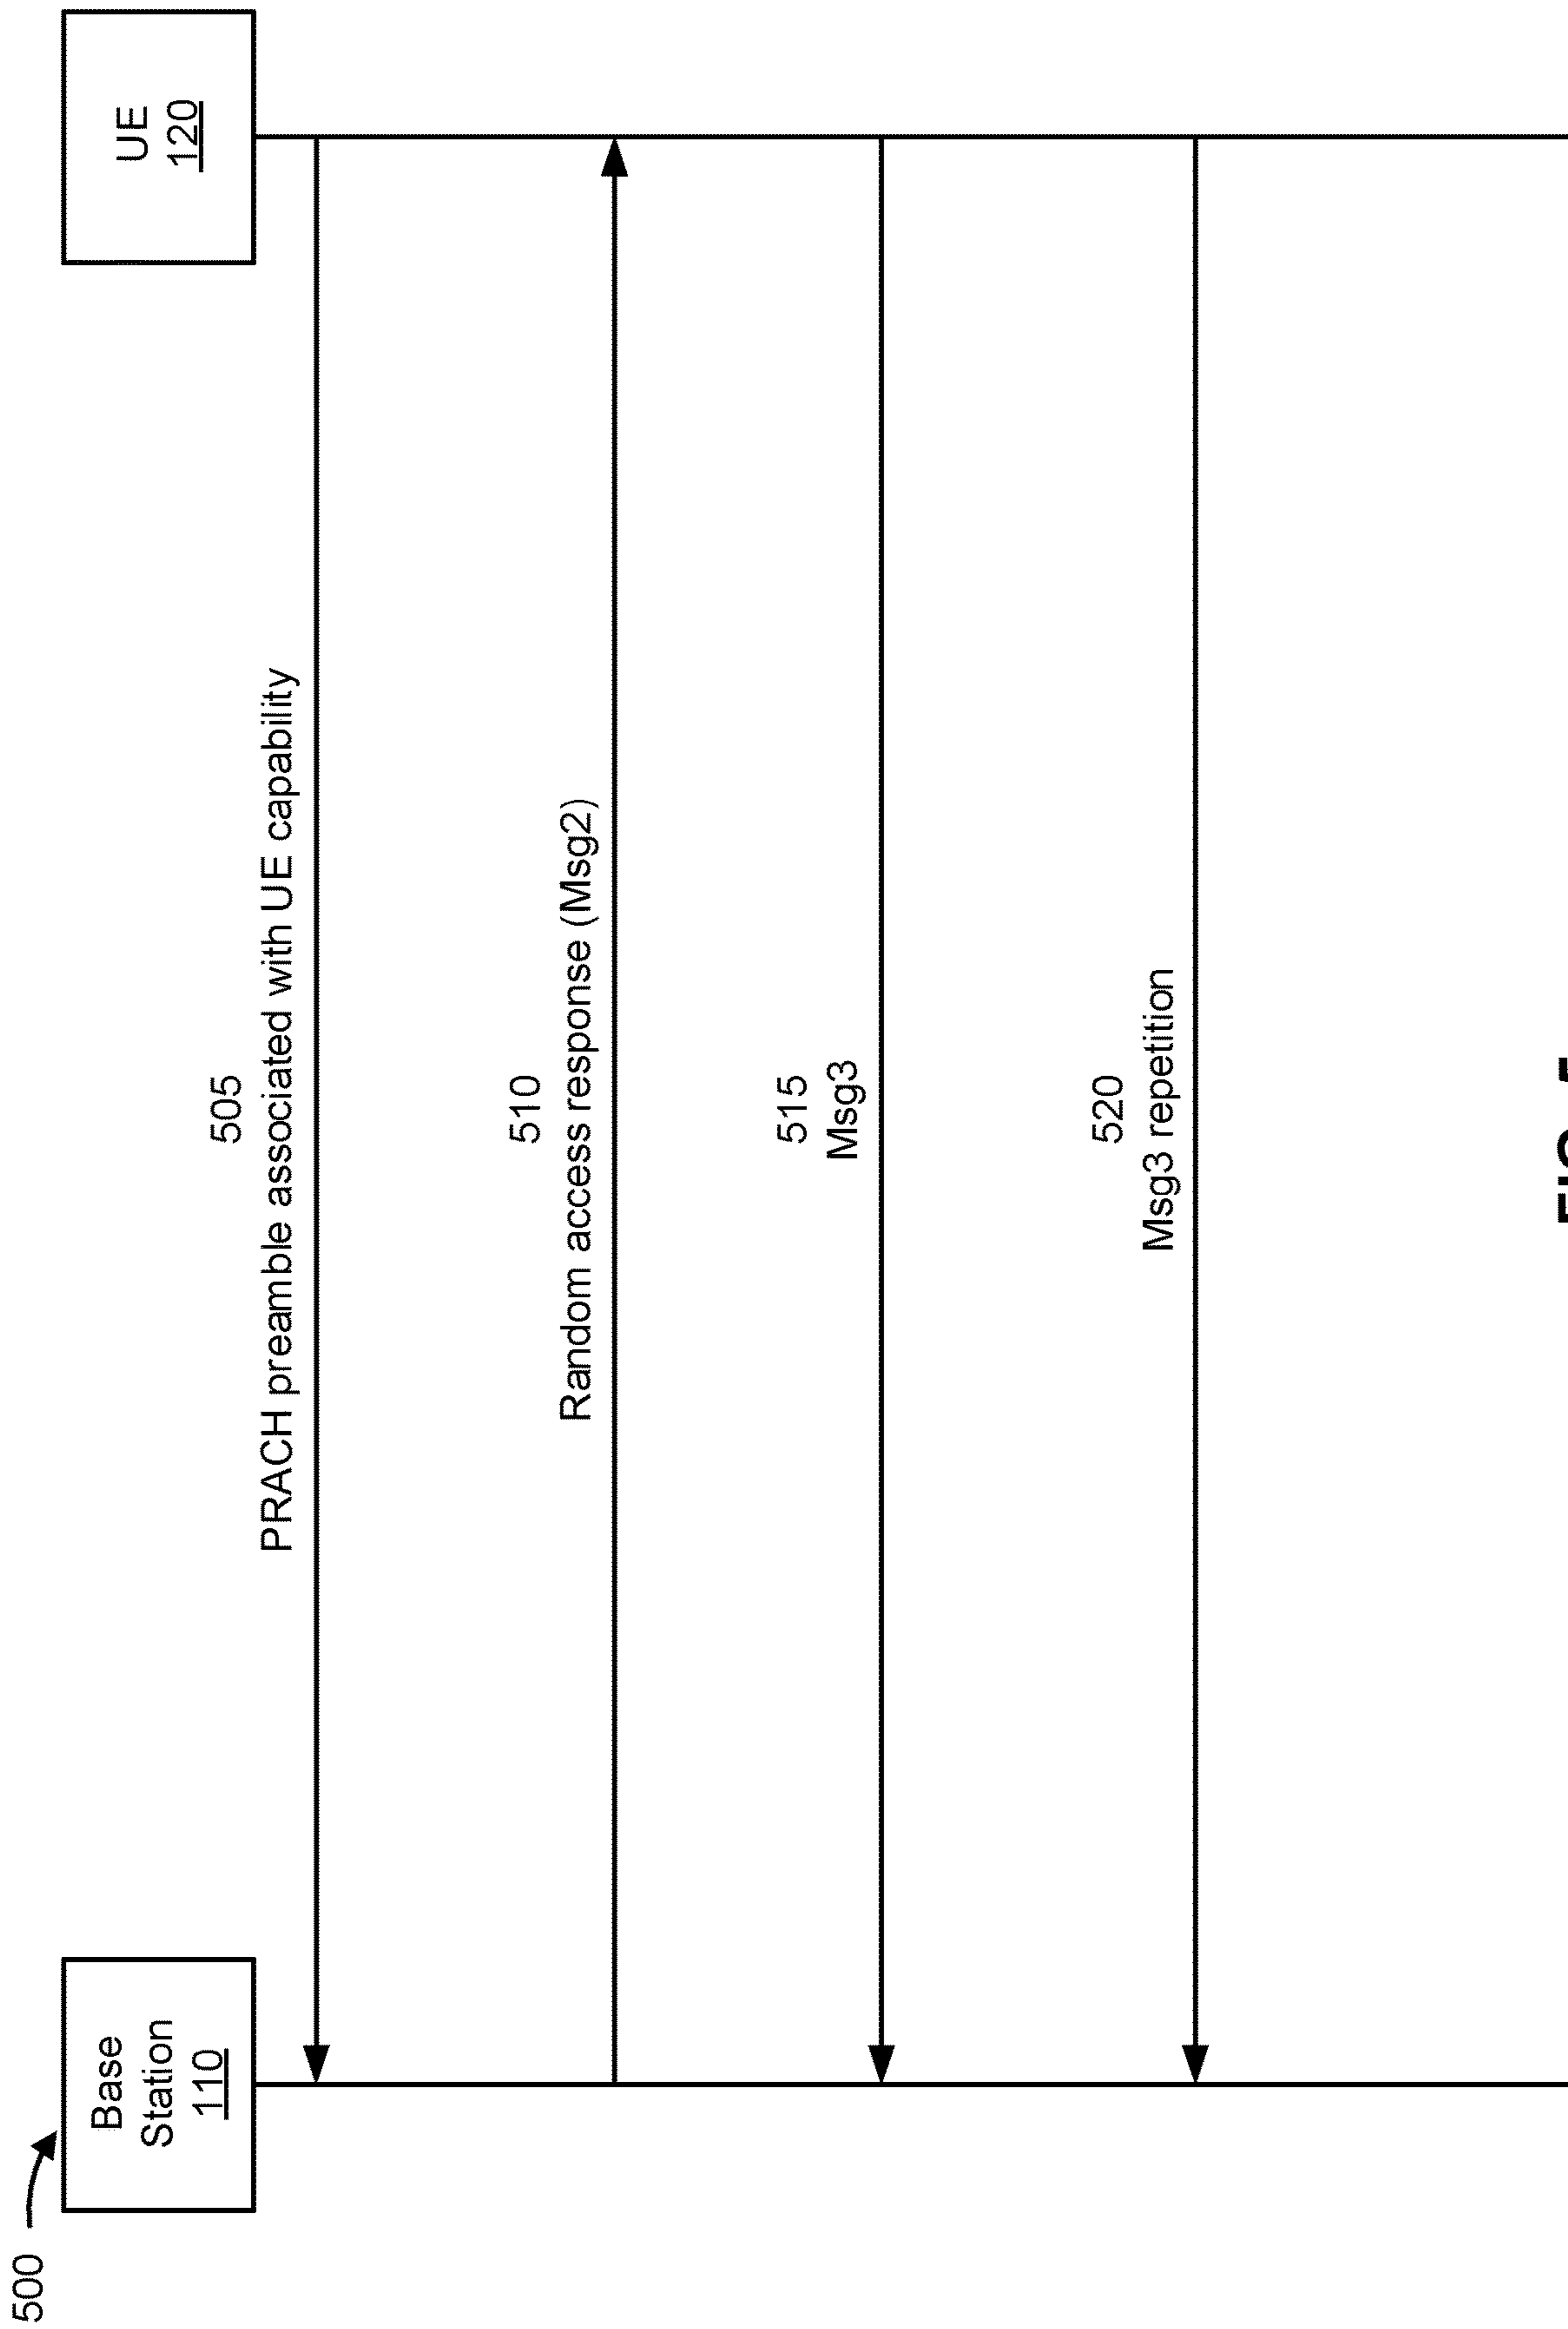 500
Base
Station
110
UE
120
505
PRACH preamble associated with UE capability
510
Random access response (Msg2)
515
Msg3
520
Msg3 repetition